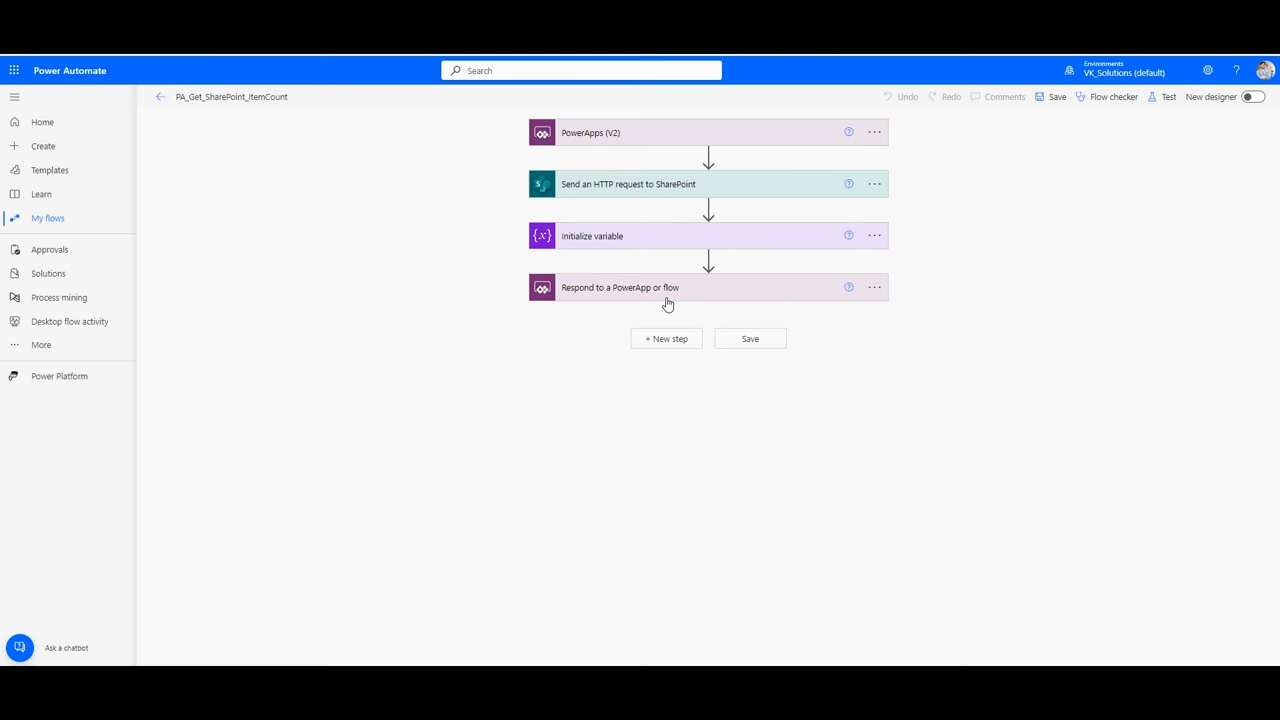 Power Automate
Search
Environments
VK_Solutions (default)
?
PA_Get_SharePoint_ItemCount
Undo
Redo
Comments
Save
Flow checker
Test
New designer
Home
Create
Templates
Learn
My flows
Approvals
Solutions
Process mining
Desktop flow activity
More
Power Platform
Ask a chatbot
PowerApps (V2)
Send an HTTP request to SharePoint
{x} Initialize variable
Respond to a PowerApp or flow
+ New step
Save